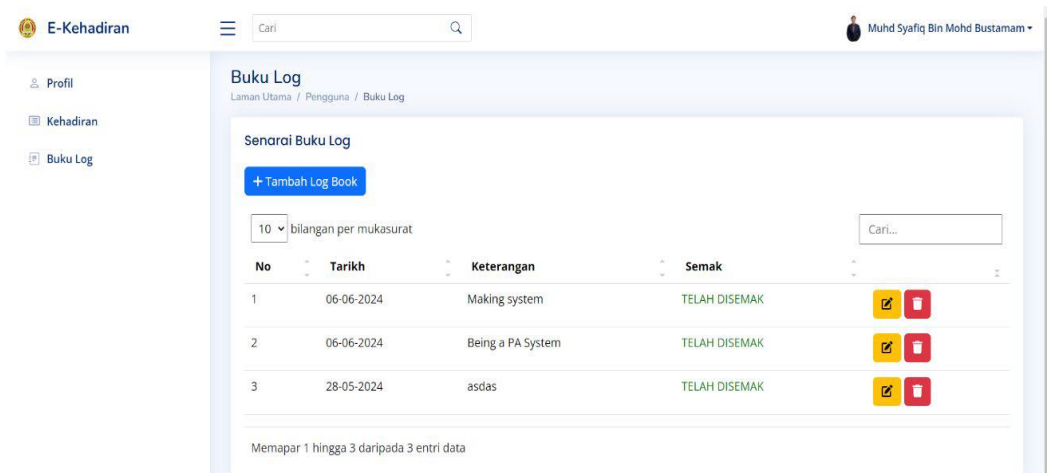 E-Kehadiran
Cari
Muhd Syafiq Bin Mohd Bustamam
Profil
Kehadiran
Buku Log
Buku Log
Laman Utama / Pengguna / Buku Log
Senarai Buku Log
+ Tambah Log Book
10 bilangan per mukasurat
Cari...
No Tarikh Keterangan Semak
1 06-06-2024 Making system TELAH DISEMAK
2 06-06-2024 Being a PA System TELAH DISEMAK
3 28-05-2024 asdas TELAH DISEMAK
Memapar 1 hingga 3 daripada 3 entri data